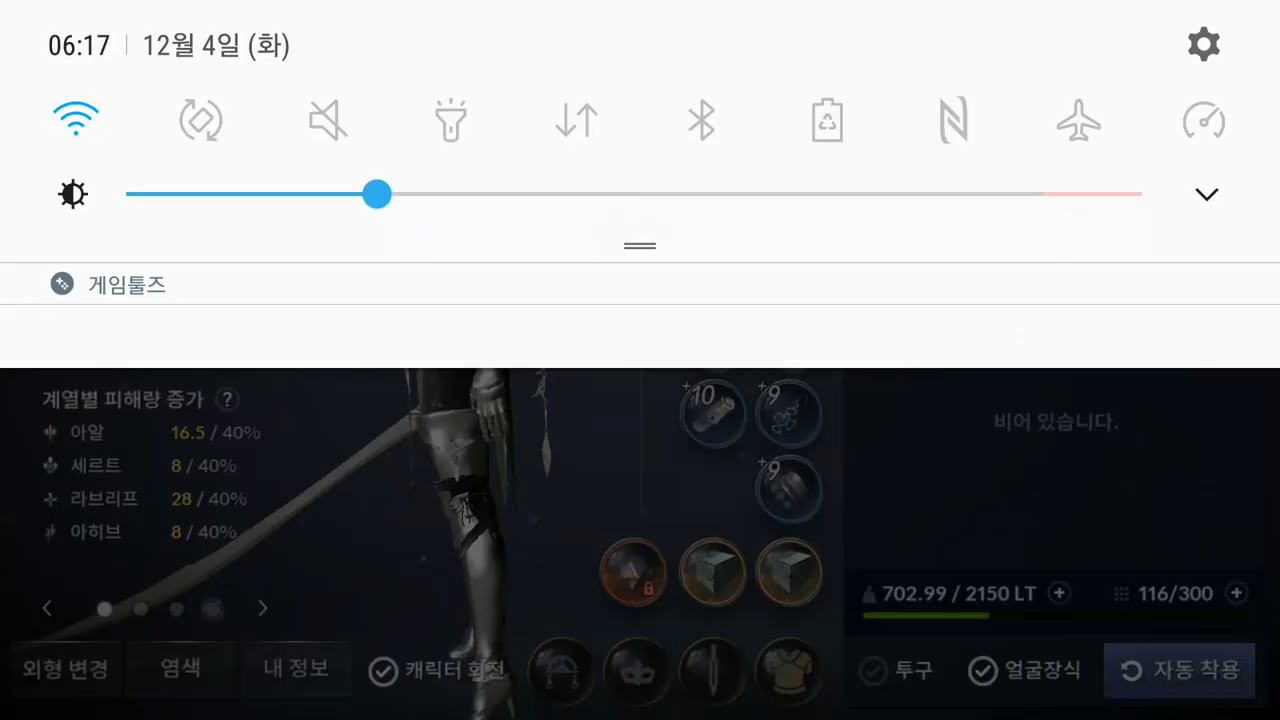 06:17 | 12월 4일 (화)
게임툴즈
계열별 피해량 증가 ?
아알 16.5 / 40%
세르트 8 / 40%
라브리프 28 / 40%
아히브 8 / 40%
+10 +9
+9
비어 있습니다.
702.99 / 2150 LT + 116/300 +
외형 변경 염색 내 정보 캐릭터 회전 투구 얼굴장식 자동 착용